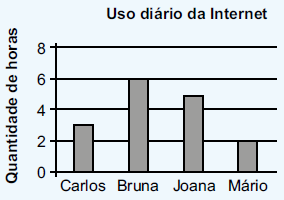 Uso diário da Internet
Quantidade de horas
8
6
4
2
0
Carlos Bruna Joana Mário